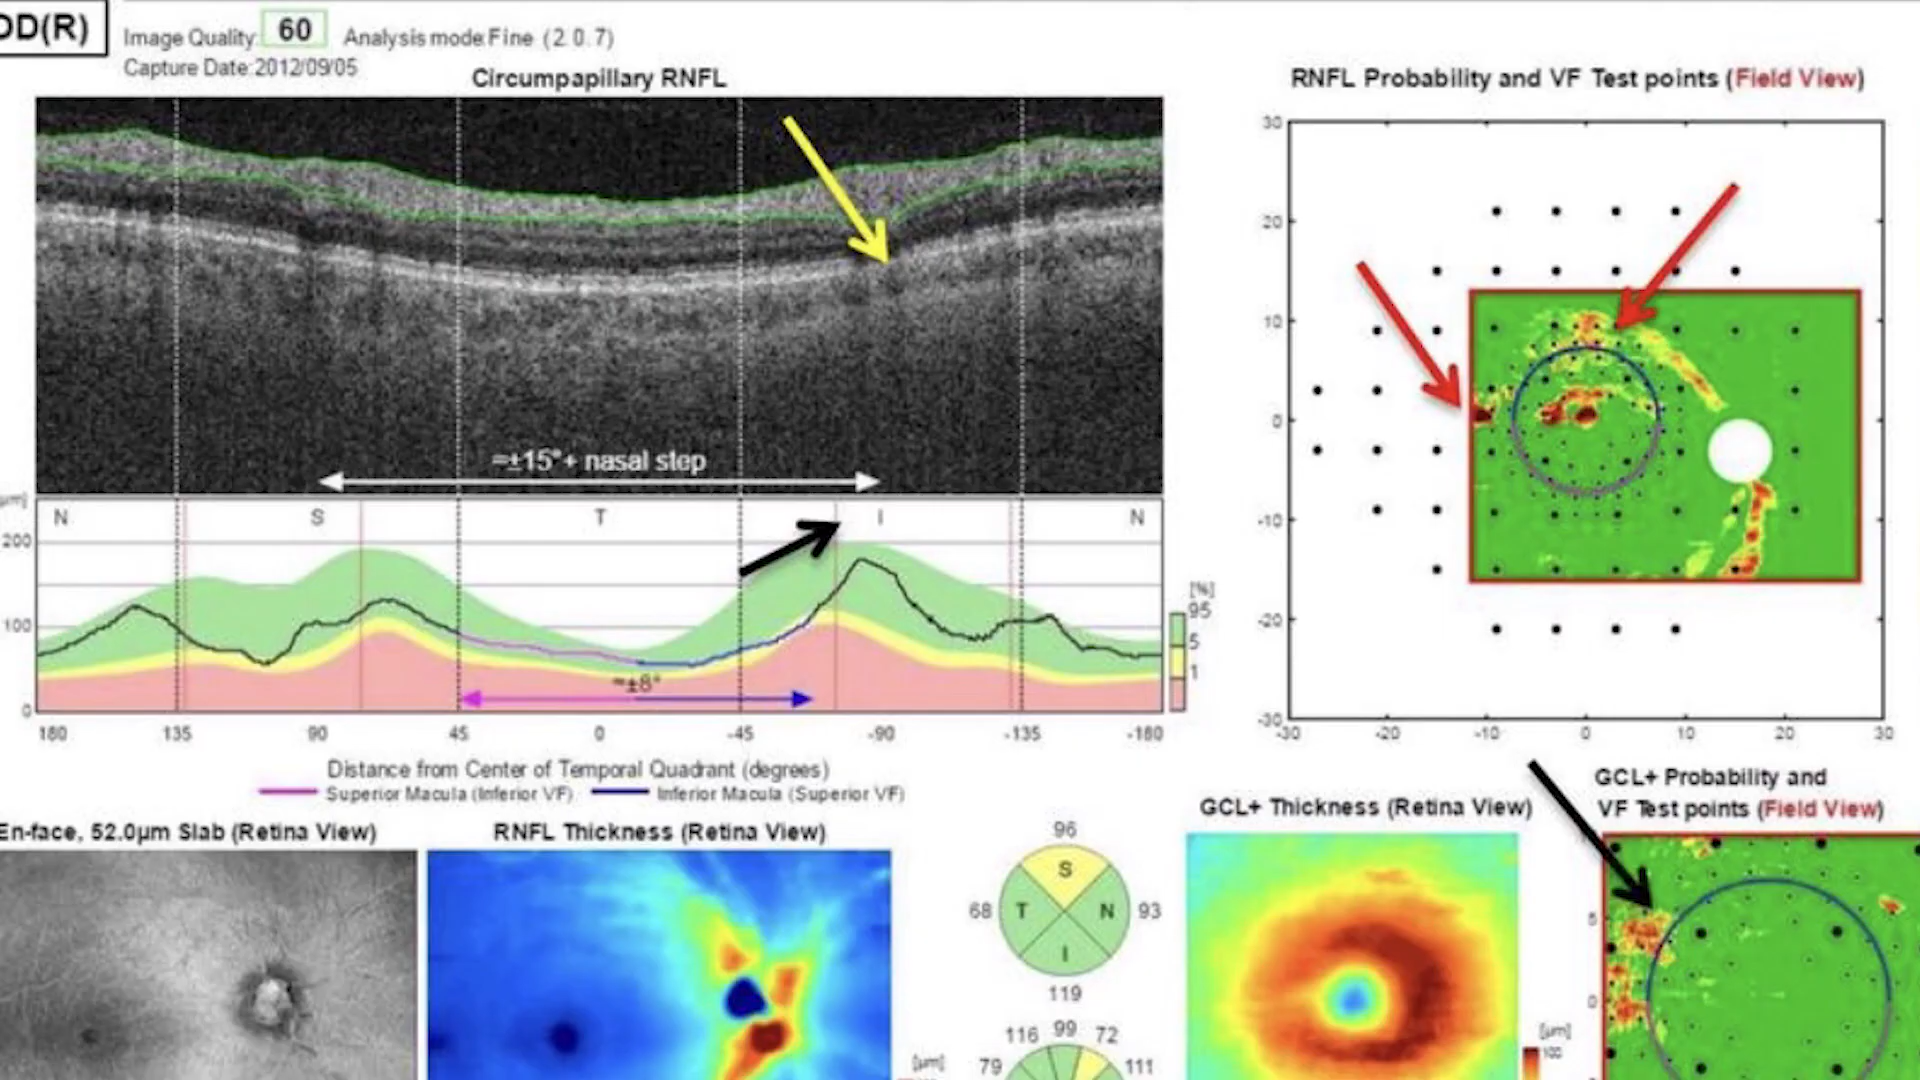 OD(R)
Image Quality: 60 Analysis mode: Fine (2.0.7)
Capture Date: 2012/09/05
Circumpapillary RNFL
RNFL Probability and VF Test points (Field View)
≈±15°+ nasal step
N S T I N
200
100
0
≈±8°
[%]
95
5
1
180 135 90 45 0 -45 -90 -135 -180
Distance from Center of Temporal Quadrant (degrees)
Superior Macula (Inferior VF) Inferior Macula (Superior VF)
30
20
10
0
-10
-20
-30
-30 -20 -10 0 10 20 30
En-face, 52.0µm Slab (Retina View)
RNFL Thickness (Retina View)
96
S
68 T N 93
I
119
116 99 72
79 111
[µm]
GCL+ Thickness (Retina View)
[µm]
100
GCL+ Probability and
VF Test points (Field View)
5
0